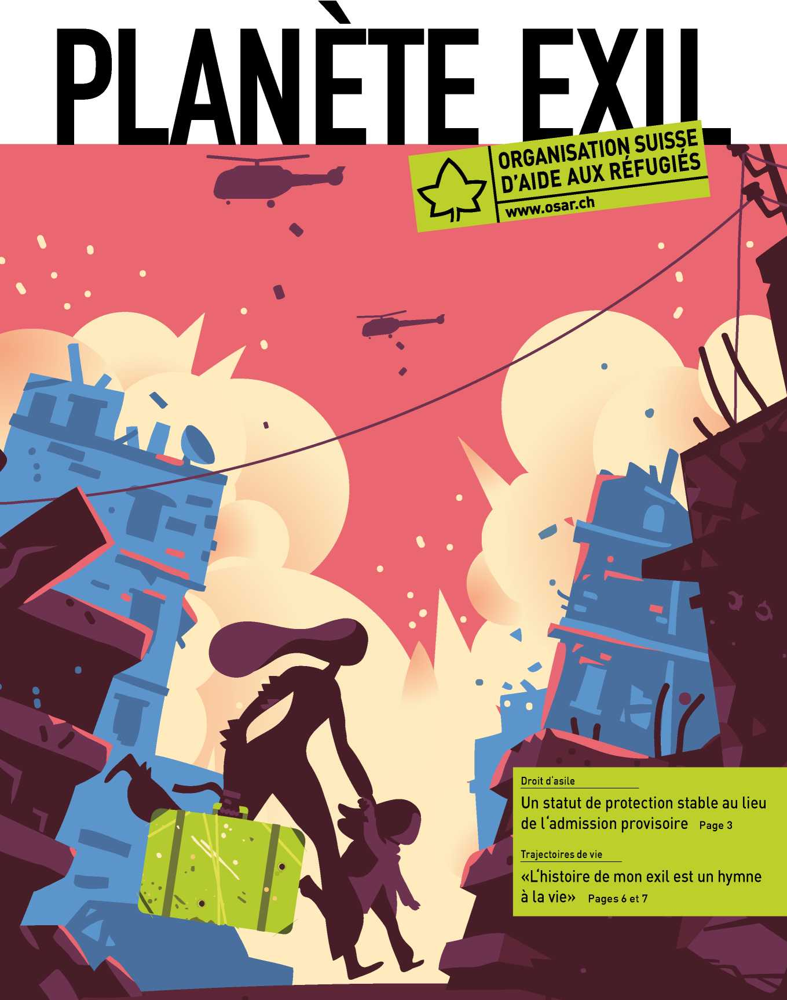 PLANÈTE EXIL
ORGANISATION SUISSE
D'AIDE AUX RÉFUGIÉS
www.osar.ch
Droit d‘asile
Un statut de protection stable au lieu
de l‘admission provisoire Page 3
Trajectoires de vie
«L‘histoire de mon exil est un hymne
à la vie» Pages 6 et 7